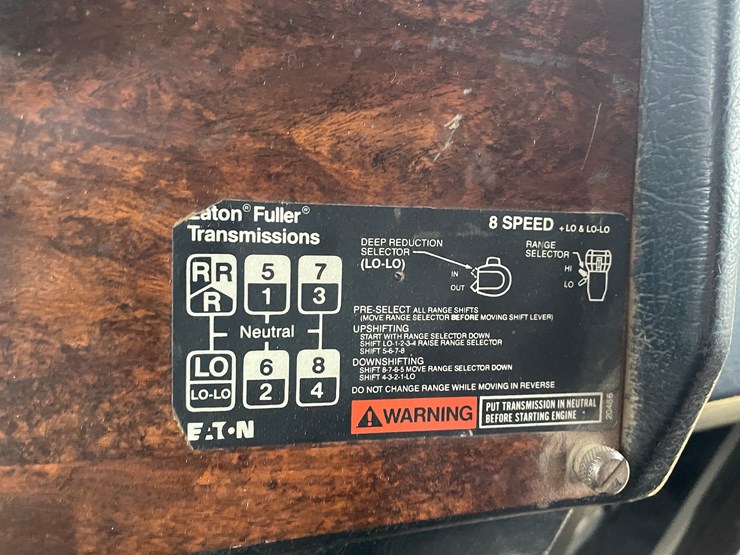 Eaton® Fuller®
Transmissions
8 SPEED + LO & LO-LO
DEEP REDUCTION
SELECTOR
(LO-LO)
IN
OUT
RANGE
SELECTOR
HI
LO
R R
R
5
1
7
3
Neutral
LO
LO-LO
6
2
8
4
PRE-SELECT ALL RANGE SHIFTS
(MOVE RANGE SELECTOR BEFORE MOVING SHIFT LEVER)
UPSHIFTING
START WITH RANGE SELECTOR DOWN
SHIFT LO-1-2-3-4 RAISE RANGE SELECTOR
SHIFT 5-6-7-8
DOWNSHIFTING
SHIFT 8-7-6-5 MOVE RANGE SELECTOR DOWN
SHIFT 4-3-2-1-LO
DO NOT CHANGE RANGE WHILE MOVING IN REVERSE
WARNING
PUT TRANSMISSION IN NEUTRAL
BEFORE STARTING ENGINE
20466
EATON